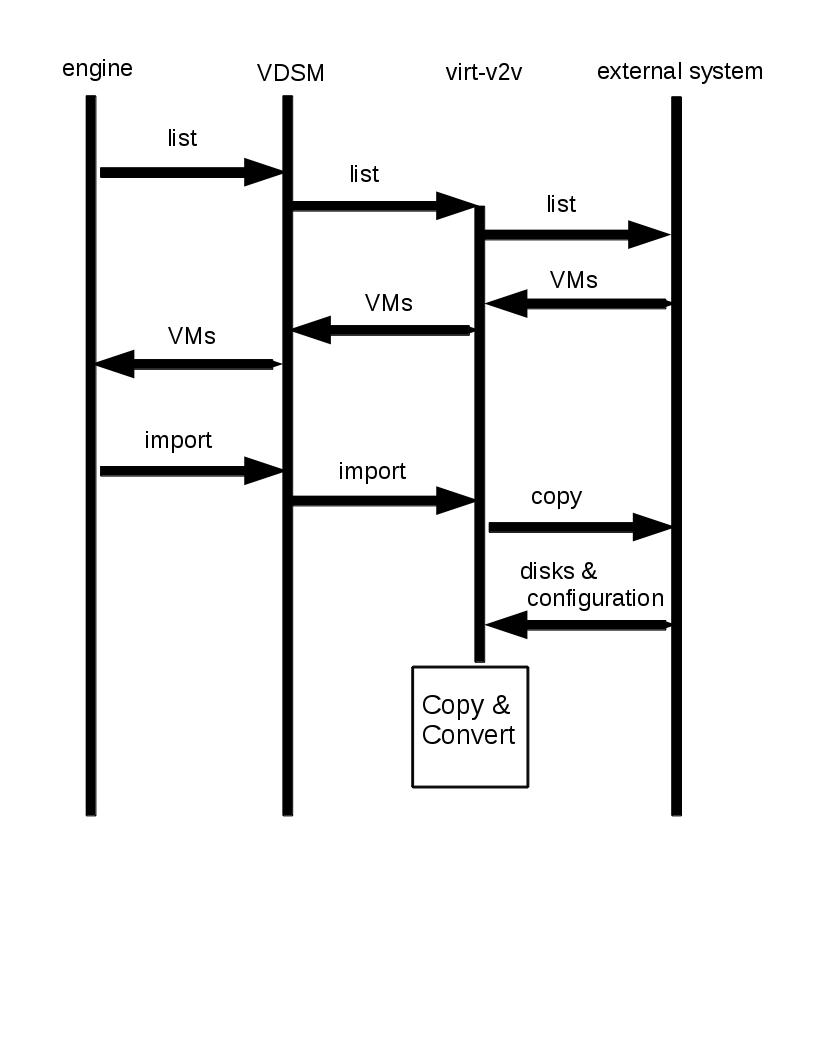 engine
VDSM
virt-v2v
external system
list
list
list
VMs
VMs
VMs
import
import
copy
disks &
configuration
Copy &
Convert